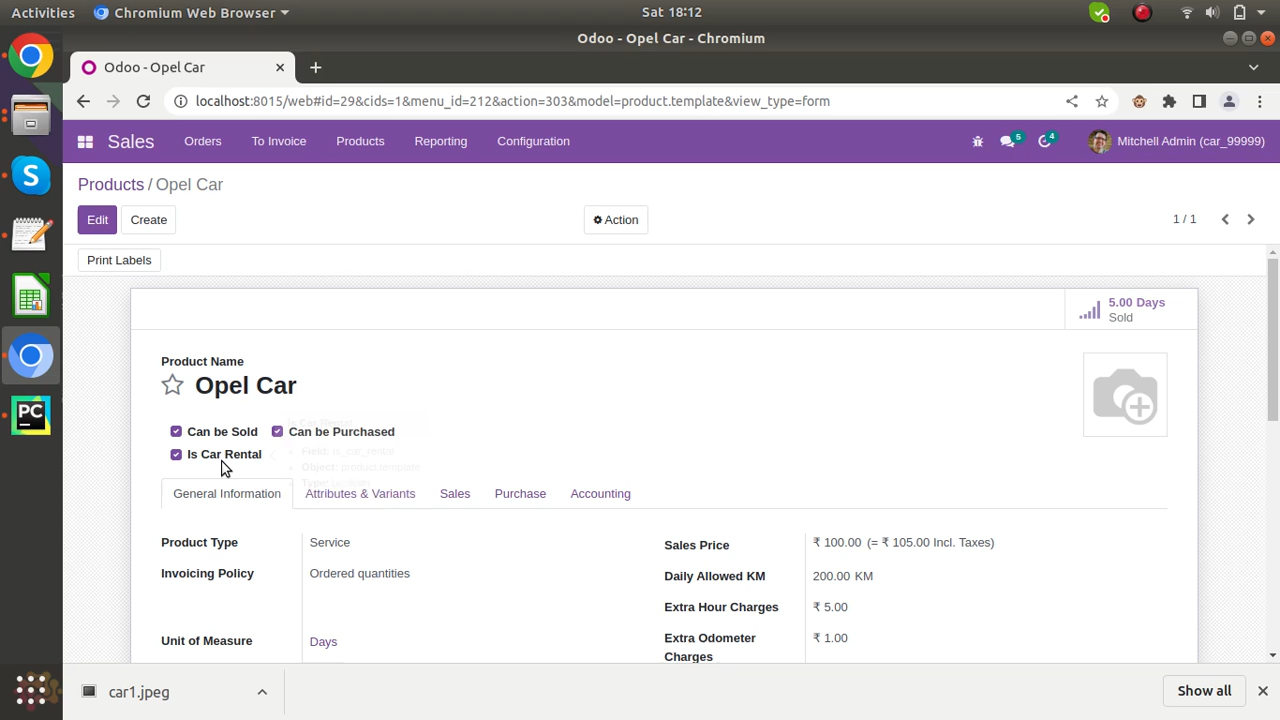 Activities
Chromium Web Browser
Sat 18:12
Odoo - Opel Car - Chromium
Odoo - Opel Car
localhost:8015/web#id=29&cids=1&menu_id=212&action=303&model=product.template&view_type=form
Sales
Orders
To Invoice
Products
Reporting
Configuration
5
4
Mitchell Admin (car_99999)
Products / Opel Car
Edit
Create
Action
1 / 1
Print Labels
5.00 Days
Sold
Product Name
Opel Car
Can be Sold
Can be Purchased
Is Car Rental
Field: is_car_rental
Object: product.template
General Information
Attributes & Variants
Sales
Purchase
Accounting
Product Type
Service
Sales Price
₹ 100.00 (= ₹ 105.00 Incl. Taxes)
Invoicing Policy
Ordered quantities
Daily Allowed KM
200.00 KM
Extra Hour Charges
₹ 5.00
Unit of Measure
Days
Extra Odometer
Charges
₹ 1.00
PC
car1.jpeg
Show all